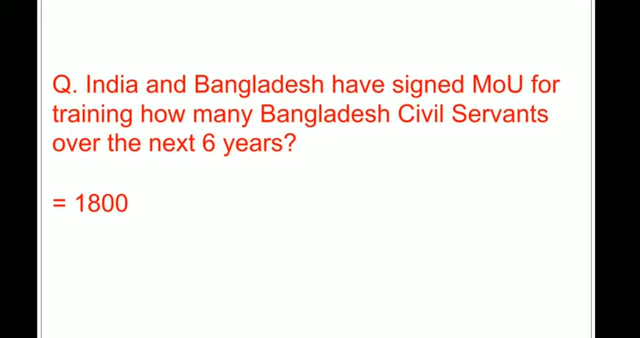 Q. India and Bangladesh have signed MoU for
training how many Bangladesh Civil Servants
over the next 6 years?
= 1800